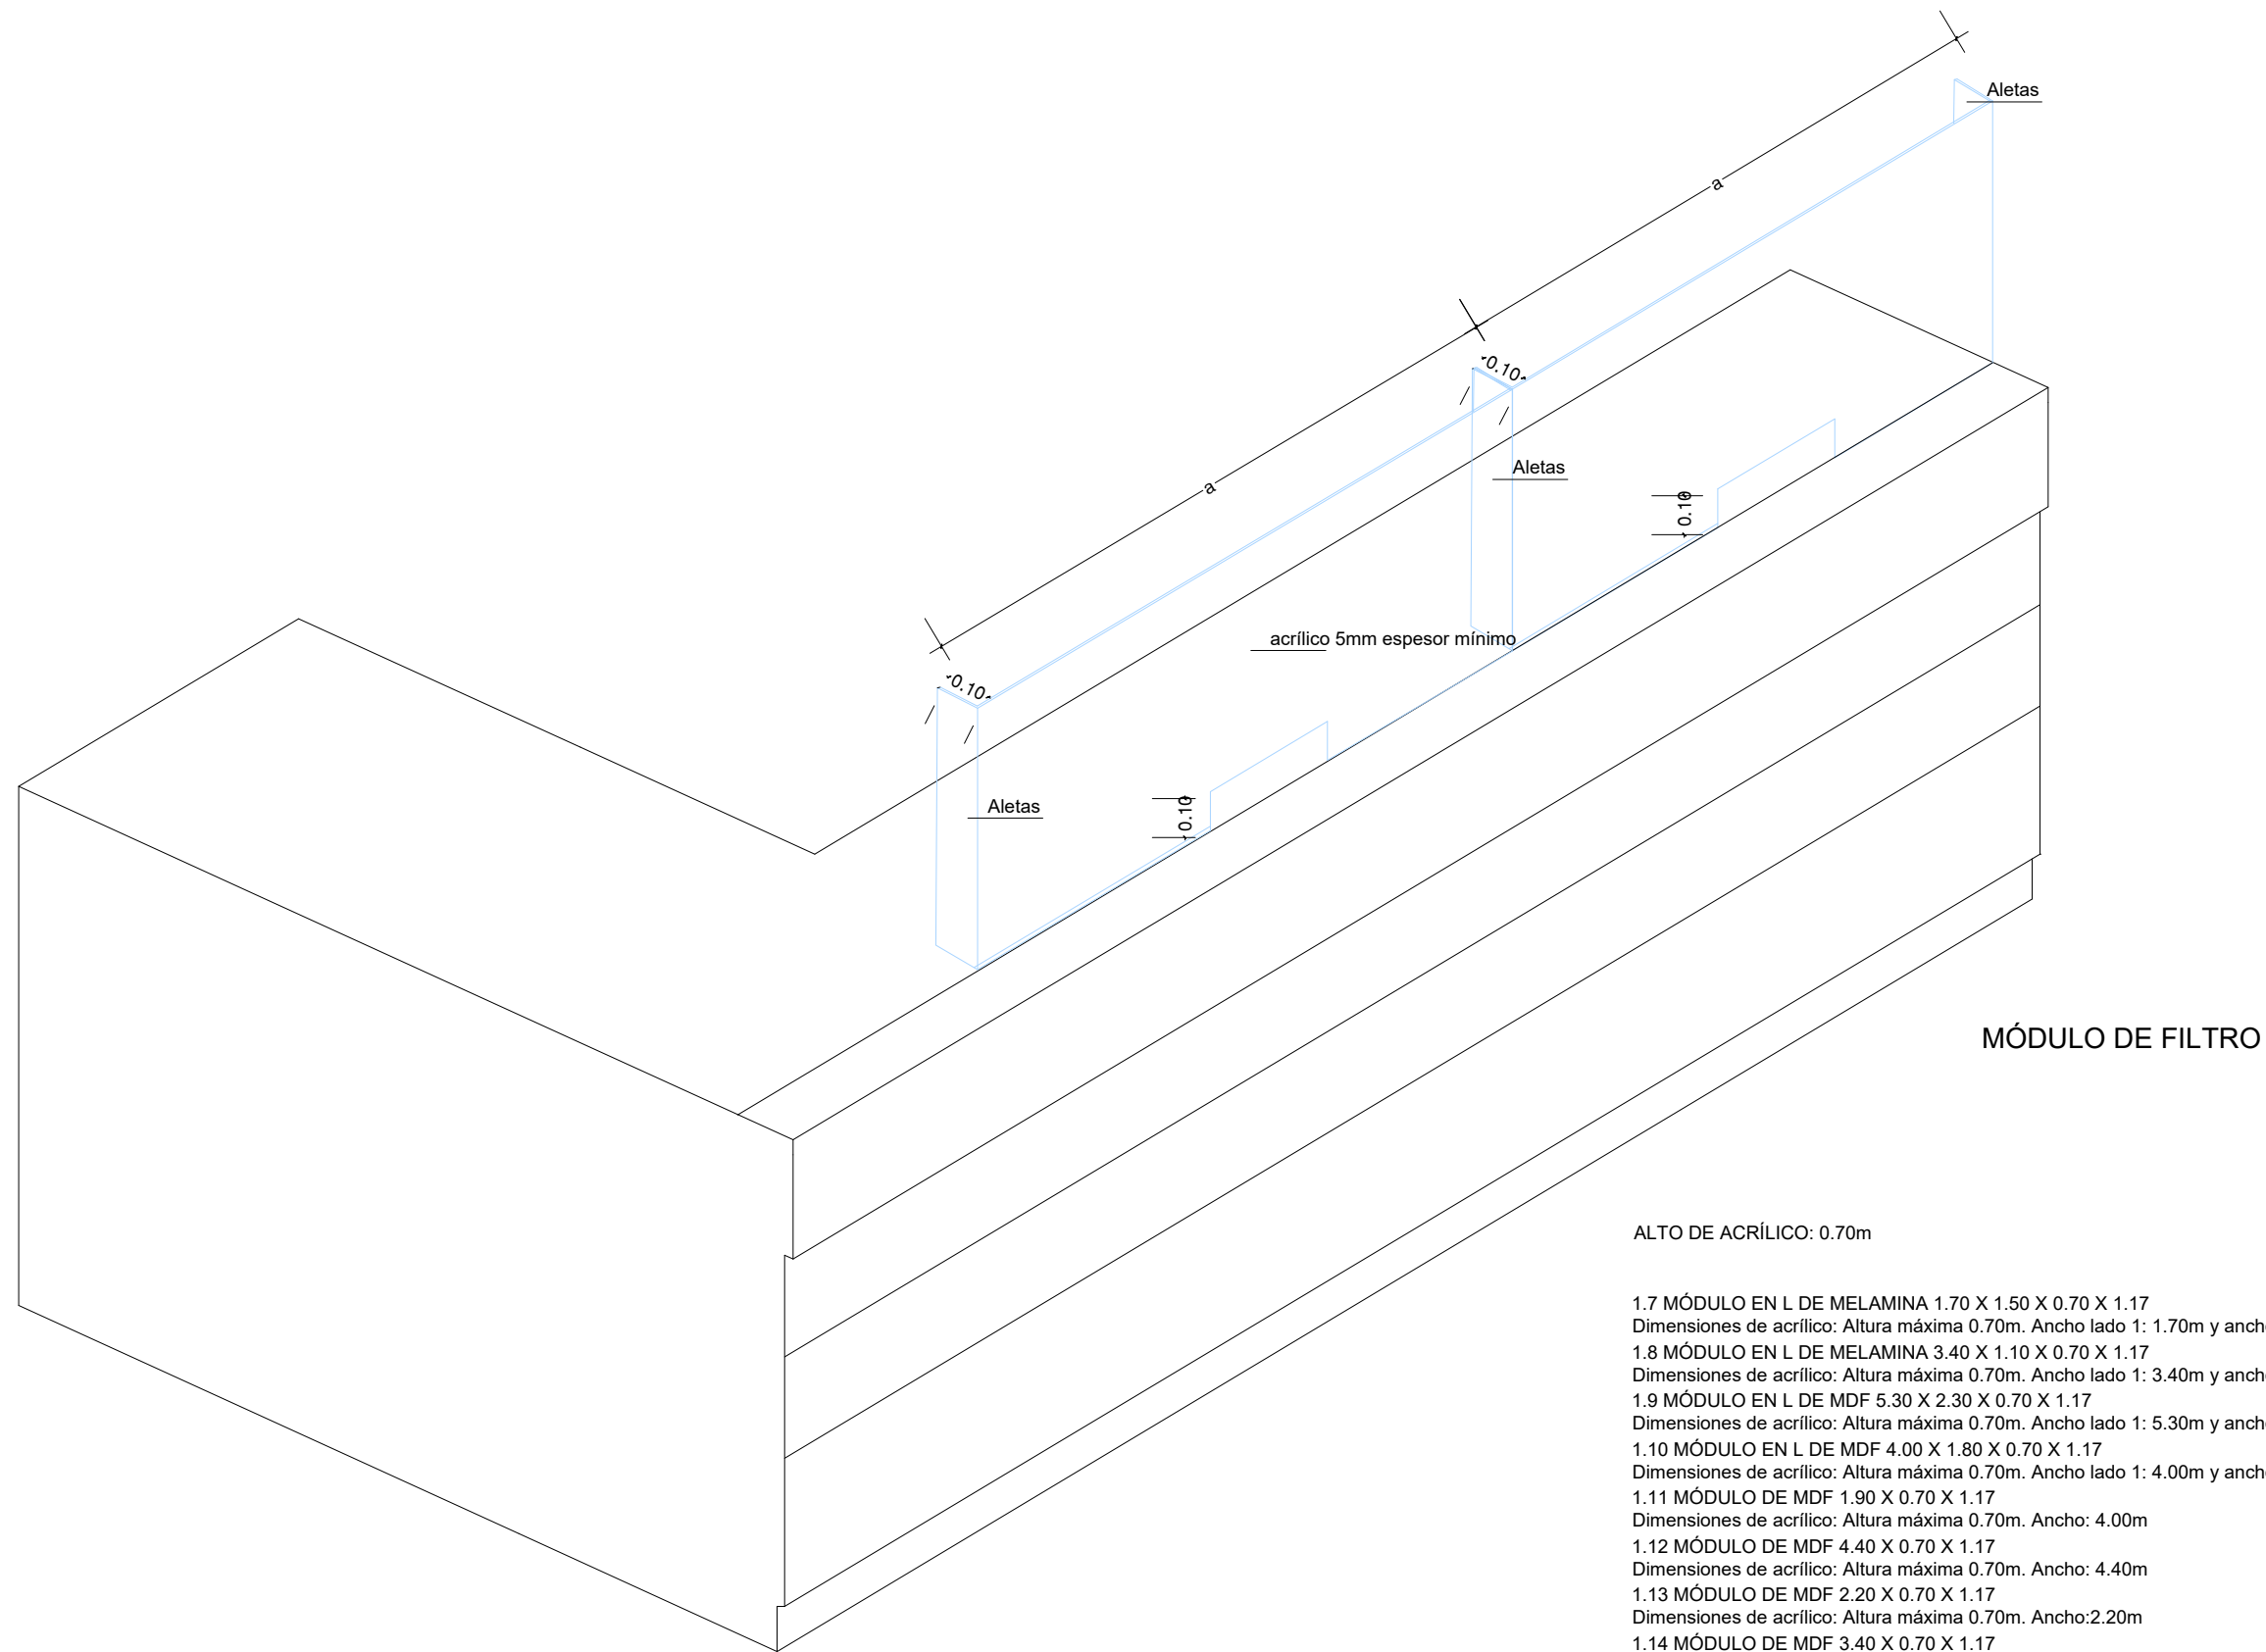 Aletas
a
0.10
Aletas
a
0.10
acrílico 5mm espesor mínimo
0.10
Aletas
0.10
MÓDULO DE FILTRO
ALTO DE ACRÍLICO: 0.70m
1.7 MÓDULO EN L DE MELAMINA 1.70 X 1.50 X 0.70 X 1.17
Dimensiones de acrílico: Altura máxima 0.70m. Ancho lado 1: 1.70m y
1.8 MÓDULO EN L DE MELAMINA 3.40 X 1.10 X 0.70 X 1.17
Dimensiones de acrílico: Altura máxima 0.70m. Ancho lado 1: 3.40m y
1.9 MÓDULO EN L DE MDF 5.30 X 2.30 X 0.70 X 1.17
Dimensiones de acrílico: Altura máxima 0.70m. Ancho lado 1: 5.30m y
1.10 MÓDULO EN L DE MDF 4.00 X 1.80 X 0.70 X 1.17
Dimensiones de acrílico: Altura máxima 0.70m. Ancho lado 1: 4.00m y
1.11 MÓDULO DE MDF 1.90 X 0.70 X 1.17
Dimensiones de acrílico: Altura máxima 0.70m. Ancho: 4.00m
1.12 MÓDULO DE MDF 4.40 X 0.70 X 1.17
Dimensiones de acrílico: Altura máxima 0.70m. Ancho: 4.40m
1.13 MÓDULO DE MDF 2.20 X 0.70 X 1.17
Dimensiones de acrílico: Altura máxima 0.70m. Ancho:2.20m
1.14 MÓDULO DE MDF 3.40 X 0.70 X 1.17